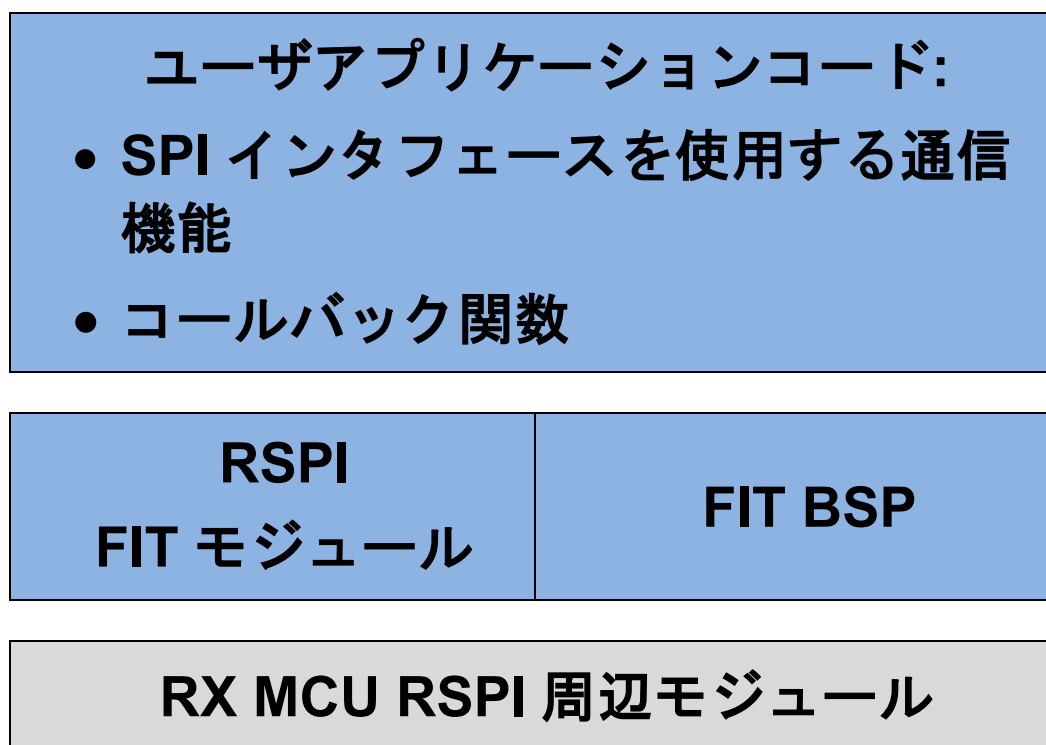 ユーザアプリケーションコード:
• SPI インタフェースを使用する通信
機能
• コールバック関数
RSPI
FIT モジュール
FIT BSP
RX MCU RSPI 周辺モジュール